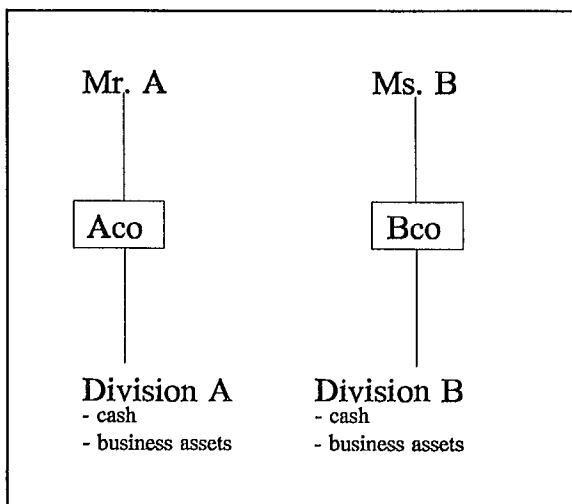 Mr. A
Ms. B
Aco
Bco
Division A
- cash
- business assets
Division B
- cash
- business assets